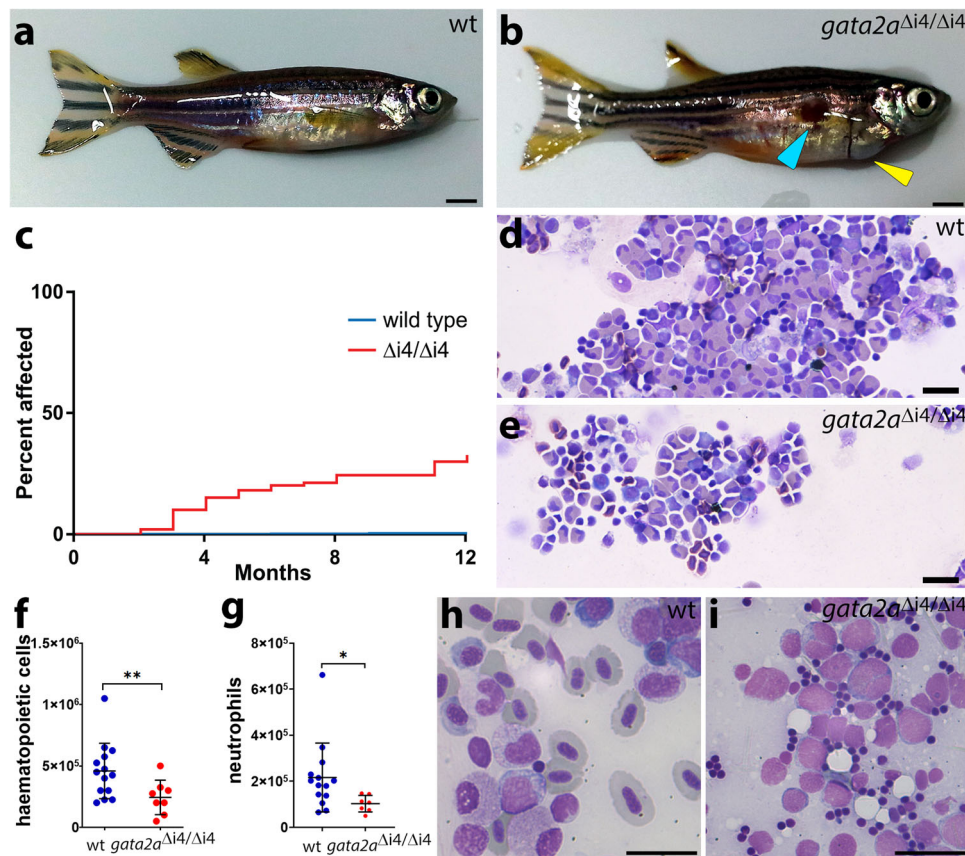 a
wt
b
gata2aΔi4/Δi4
c
100
50
0
Percent affected
wild type
Δi4/Δi4
0
4
8
12
Months
d
wt
e
gata2aΔi4/Δi4
f
haematopoietic cells
1.5×10⁶
1×10⁶
5×10⁵
0
**
wt gata2aΔi4/Δi4
g
neutrophils
8×10⁵
6×10⁵
4×10⁵
2×10⁵
0
*
wt gata2aΔi4/Δi4
h
wt
i
gata2aΔi4/Δi4